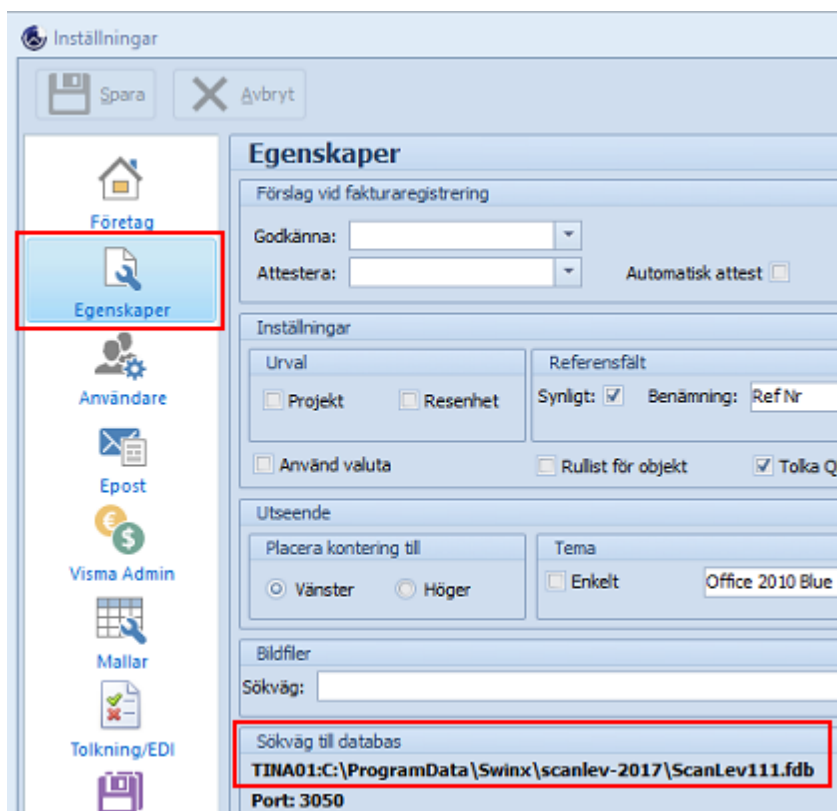 Inställningar
Spara
Avbryt
Företag
Egenskaper
Användare
Epost
Visma Admin
Mallar
Tolkning/EDI
Egenskaper
Förslag vid fakturaregistrering
Godkänna:
Attestera: Automatisk attest
Inställningar
Urval
Projekt Resenhet
Referensfält
Synligt: Benämning: Ref Nr
Använd valuta Rullist för objekt Tolka Q
Utseende
Placera kontering till
Vänster Höger
Tema
Enkelt Office 2010 Blue
Bildfiler
Sökväg:
Sökväg till databas
TINA01:C:\ProgramData\Swinx\scanlev-2017\ScanLev111.fdb
Port: 3050